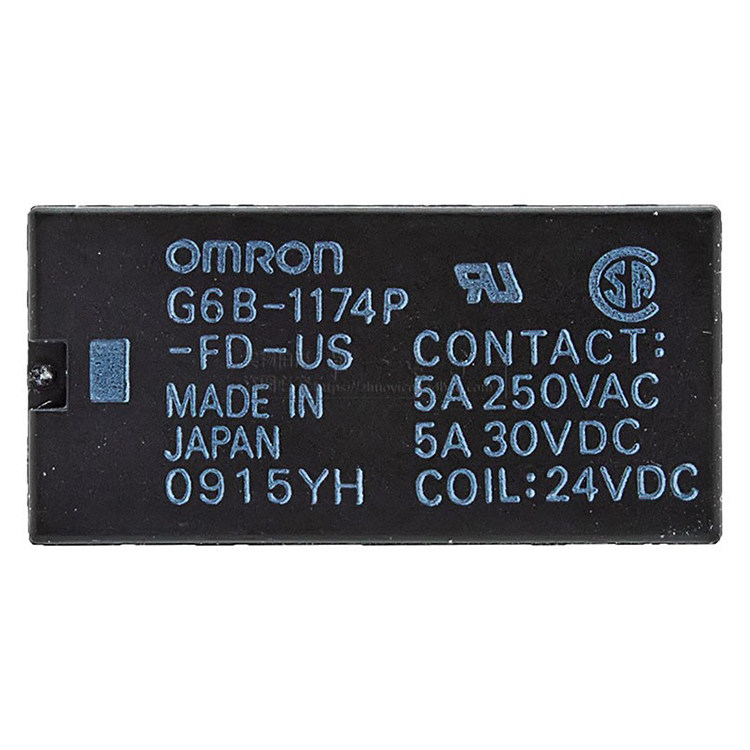 OMRON
G6B-1174P
-FD-US
MADE IN
JAPAN
0915YH
CONTACT:
5A 250VAC
5A 30VDC
COIL:24VDC